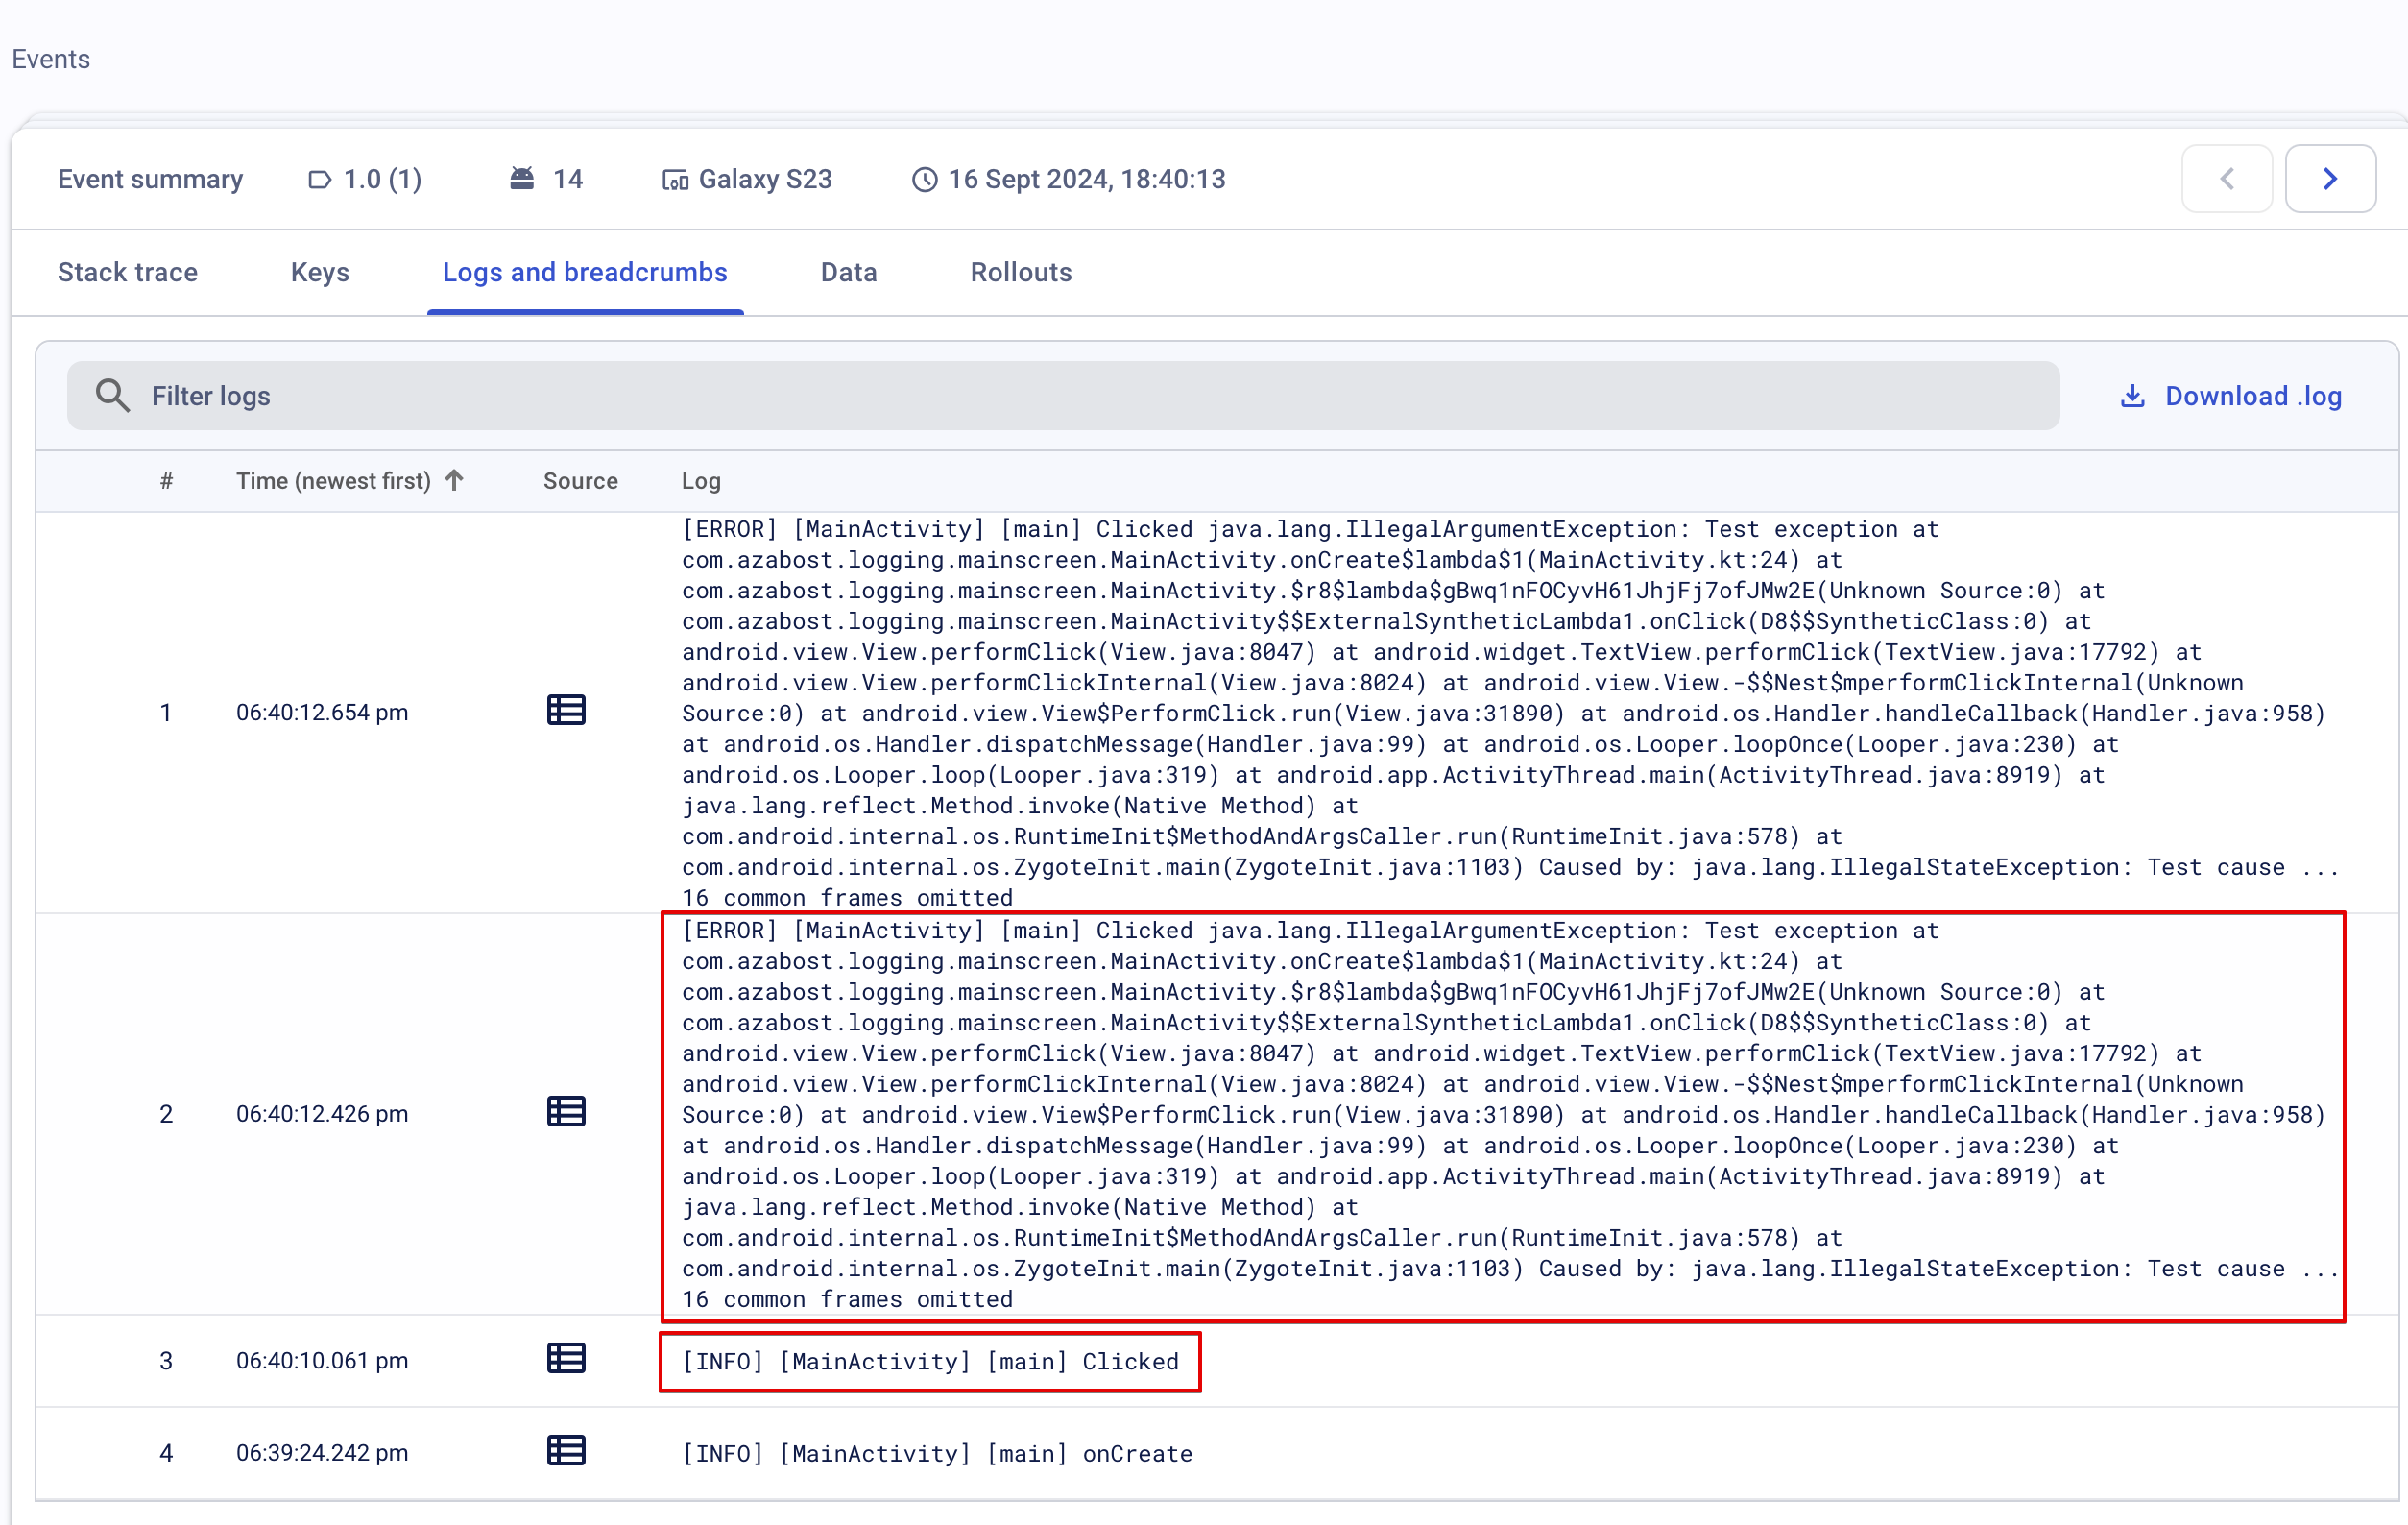 Events
Event summary 1.0 (1) 14 Galaxy S23 16 Sept 2024, 18:40:13
Stack trace Keys Logs and breadcrumbs Data Rollouts
Filter logs Download .log
# Time (newest first) Source Log
[ERROR] [MainActivity] [main] Clicked java.lang.IllegalArgumentException: Test exception at
com.azabost.logging.mainscreen.MainActivity.onCreate$lambda$1(MainActivity.kt:24) at
com.azabost.logging.mainscreen.MainActivity.$r8$lambda$gBwq1nFOCyvH61JhjFj7ofJMw2E(Unknown Source:0) at
com.azabost.logging.mainscreen.MainActivity$$ExternalSyntheticLambda1.onClick(D8$$SyntheticClass:0) at
android.view.View.performClick(View.java:8047) at android.widget.TextView.performClick(TextView.java:17792) at
android.view.View.performClickInternal(View.java:8024) at android.view.View.-$$Nest$mperformClickInternal(Unknown
1 06:40:12.654 pm Source:0) at android.view.View$PerformClick.run(View.java:31890) at android.os.Handler.handleCallback(Handler.java:958)
at android.os.Handler.dispatchMessage(Handler.java:99) at android.os.Looper.loopOnce(Looper.java:230) at
android.os.Looper.loop(Looper.java:319) at android.app.ActivityThread.main(ActivityThread.java:8919) at
java.lang.reflect.Method.invoke(Native Method) at
com.android.internal.os.RuntimeInit$MethodAndArgsCaller.run(RuntimeInit.java:578) at
com.android.internal.os.ZygoteInit.main(ZygoteInit.java:1103) Caused by: java.lang.IllegalStateException: Test cause ...
16 common frames omitted
[ERROR] [MainActivity] [main] Clicked java.lang.IllegalArgumentException: Test exception at
com.azabost.logging.mainscreen.MainActivity.onCreate$lambda$1(MainActivity.kt:24) at
com.azabost.logging.mainscreen.MainActivity.$r8$lambda$gBwq1nFOCyvH61JhjFj7ofJMw2E(Unknown Source:0) at
com.azabost.logging.mainscreen.MainActivity$$ExternalSyntheticLambda1.onClick(D8$$SyntheticClass:0) at
android.view.View.performClick(View.java:8047) at android.widget.TextView.performClick(TextView.java:17792) at
android.view.View.performClickInternal(View.java:8024) at android.view.View.-$$Nest$mperformClickInternal(Unknown
2 06:40:12.426 pm Source:0) at android.view.View$PerformClick.run(View.java:31890) at android.os.Handler.handleCallback(Handler.java:958)
at android.os.Handler.dispatchMessage(Handler.java:99) at android.os.Looper.loopOnce(Looper.java:230) at
android.os.Looper.loop(Looper.java:319) at android.app.ActivityThread.main(ActivityThread.java:8919) at
java.lang.reflect.Method.invoke(Native Method) at
com.android.internal.os.RuntimeInit$MethodAndArgsCaller.run(RuntimeInit.java:578) at
com.android.internal.os.ZygoteInit.main(ZygoteInit.java:1103) Caused by: java.lang.IllegalStateException: Test cause ...
16 common frames omitted
3 06:40:10.061 pm [INFO] [MainActivity] [main] Clicked
4 06:39:24.242 pm [INFO] [MainActivity] [main] onCreate